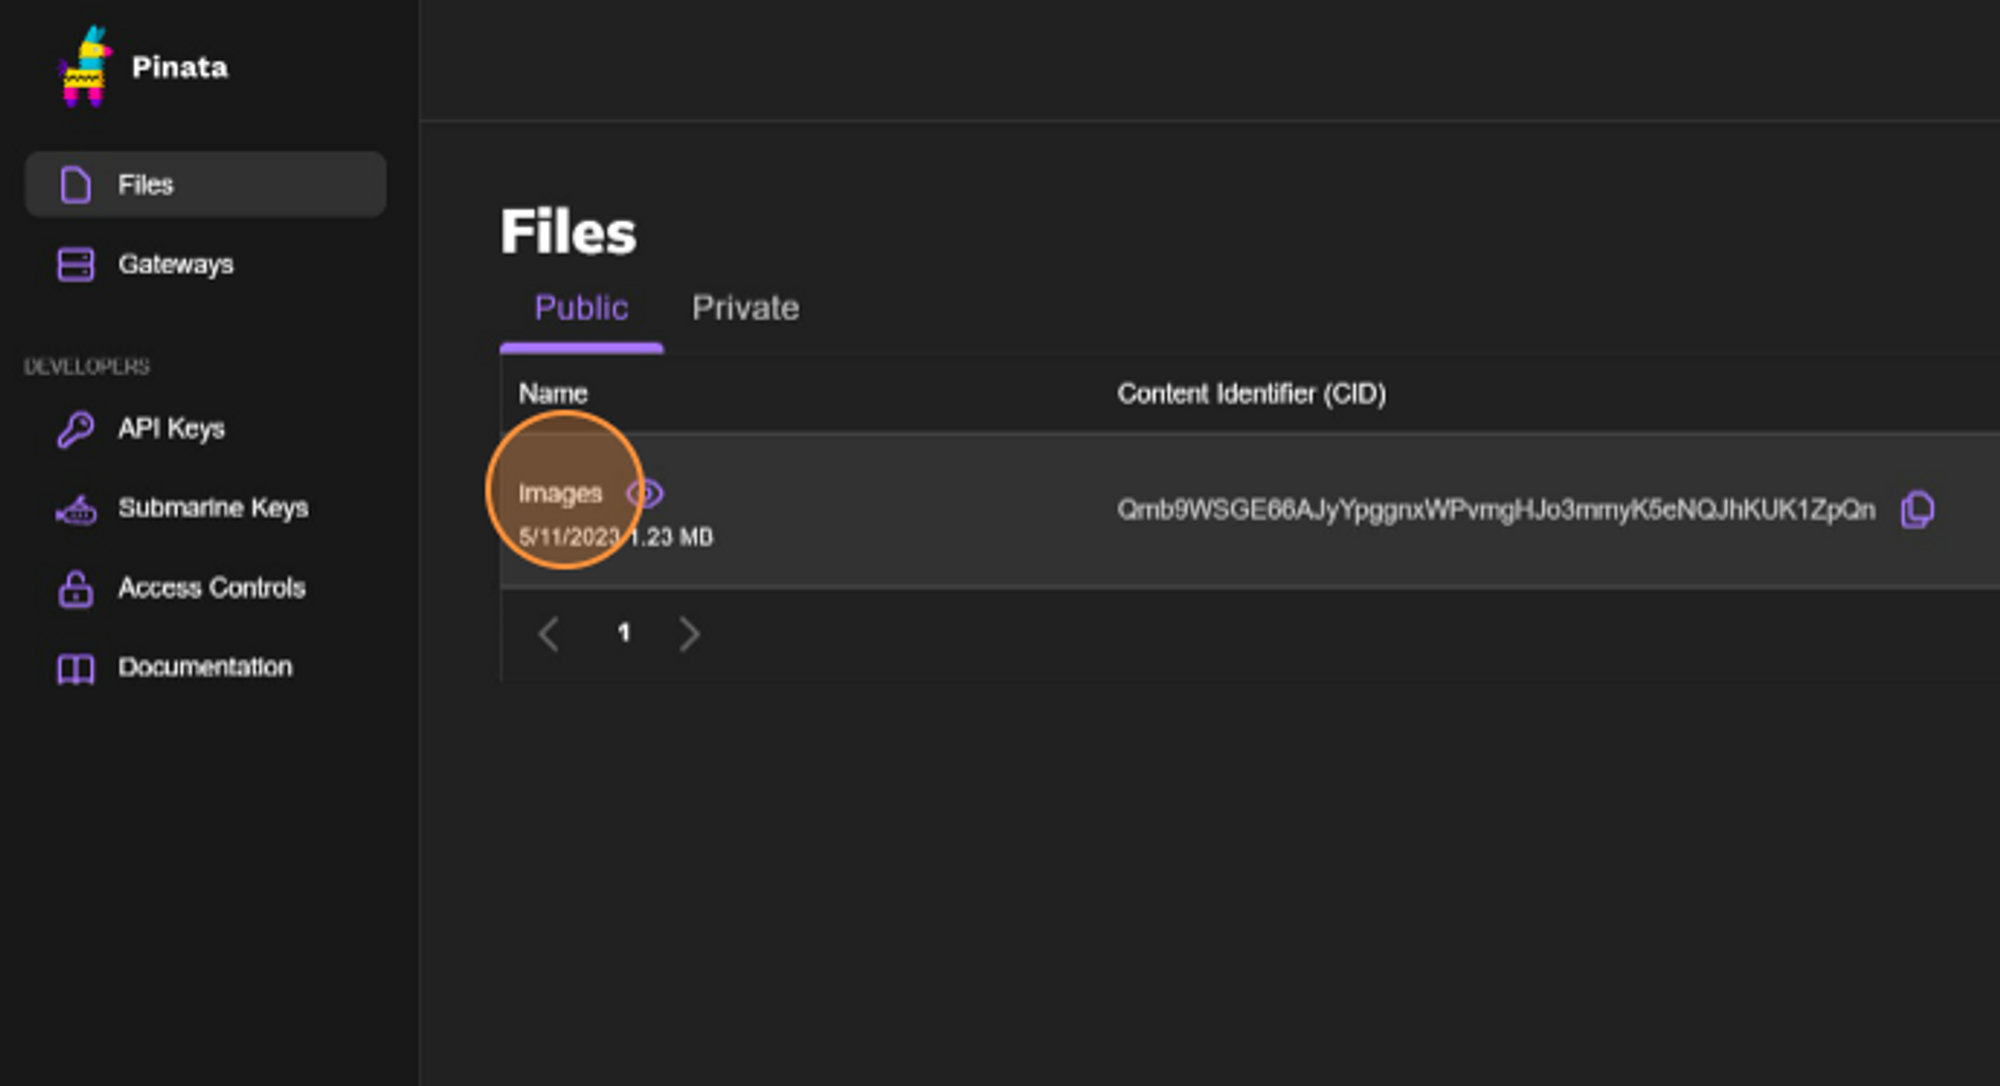 Pinata
Files
Gateways
DEVELOPERS
API Keys
Submarine Keys
Access Controls
Documentation
Files
Public Private
Name Content Identifier (CID)
Images
Qmb9WSGE66AJyYpggnxWPvmgHJo3mmyK5eNQJhKUK1ZpQn
5/11/2023 1.23 MB
1